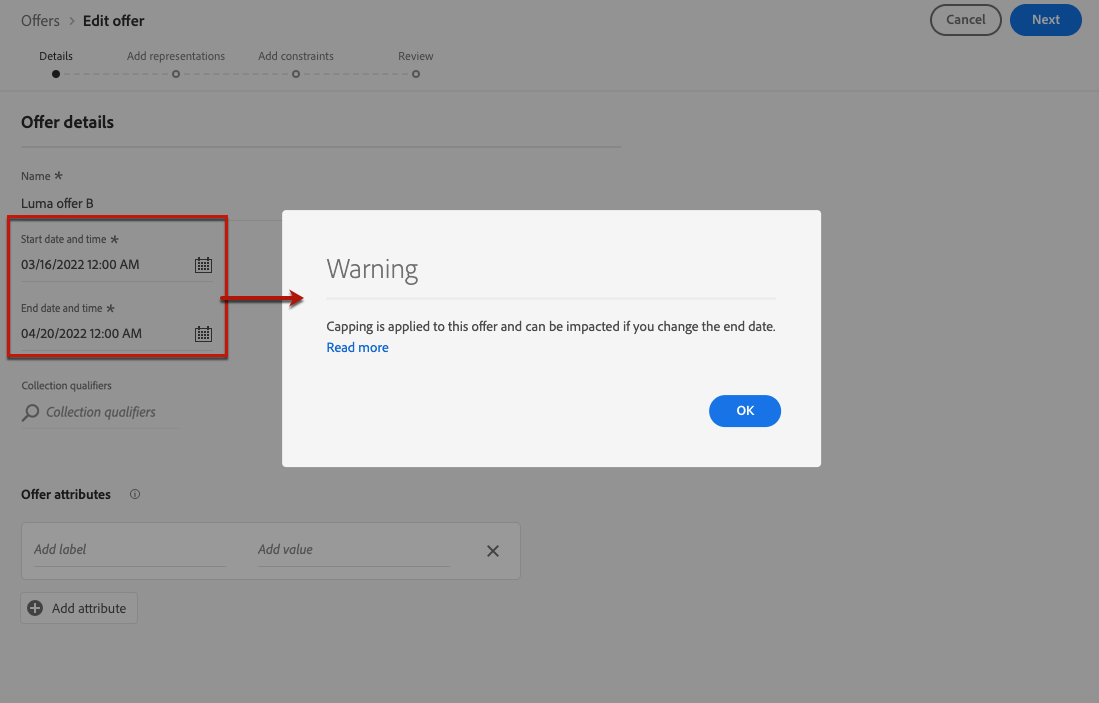 Offers > Edit offer
Cancel
Next
Details
Add representations
Add constraints
Review
Offer details
Name *
Luma offer B
Start date and time *
03/16/2022 12:00 AM
End date and time *
04/20/2022 12:00 AM
Collection qualifiers
Collection qualifiers
Warning
Capping is applied to this offer and can be impacted if you change the end date.
Read more
OK
Offer attributes
Add label
Add value
Add attribute